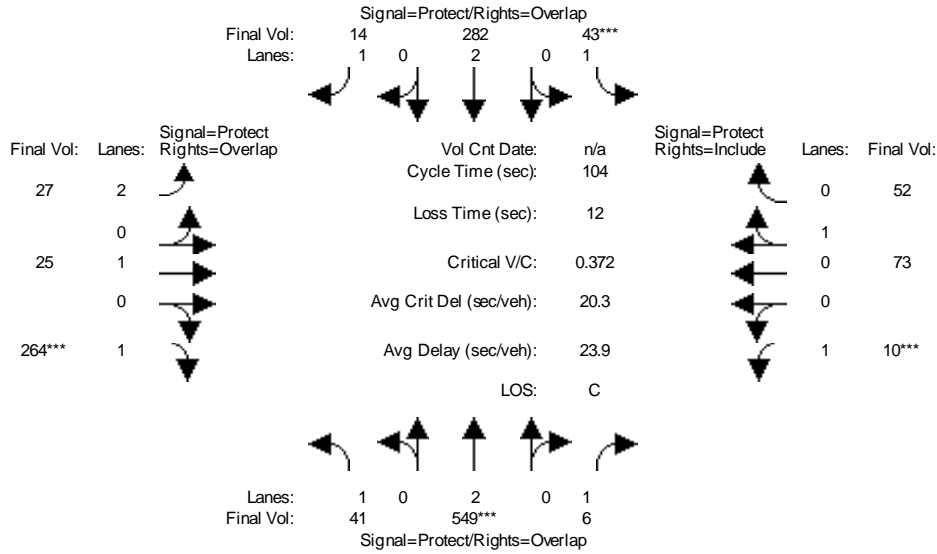 Signal=Protect/Rights=Overlap
Final Vol: 14 282 43***
Lanes: 1 0 2 0 1
Signal=Protect
Final Vol: Lanes: Rights=Overlap
Vol Cnt Date: n/a
Signal=Protect
Rights=Include Lanes: Final Vol:
Cycle Time (sec): 104
27 2
0 52
Loss Time (sec): 12
0
1
25 1
Critical V/C: 0.372
0 73
0
Avg Crit Del (sec/veh): 20.3
0
264*** 1
Avg Delay (sec/veh): 23.9
1 10***
LOS: C
Lanes: 1 0 2 0 1
Final Vol: 41 549*** 6
Signal=Protect/Rights=Overlap